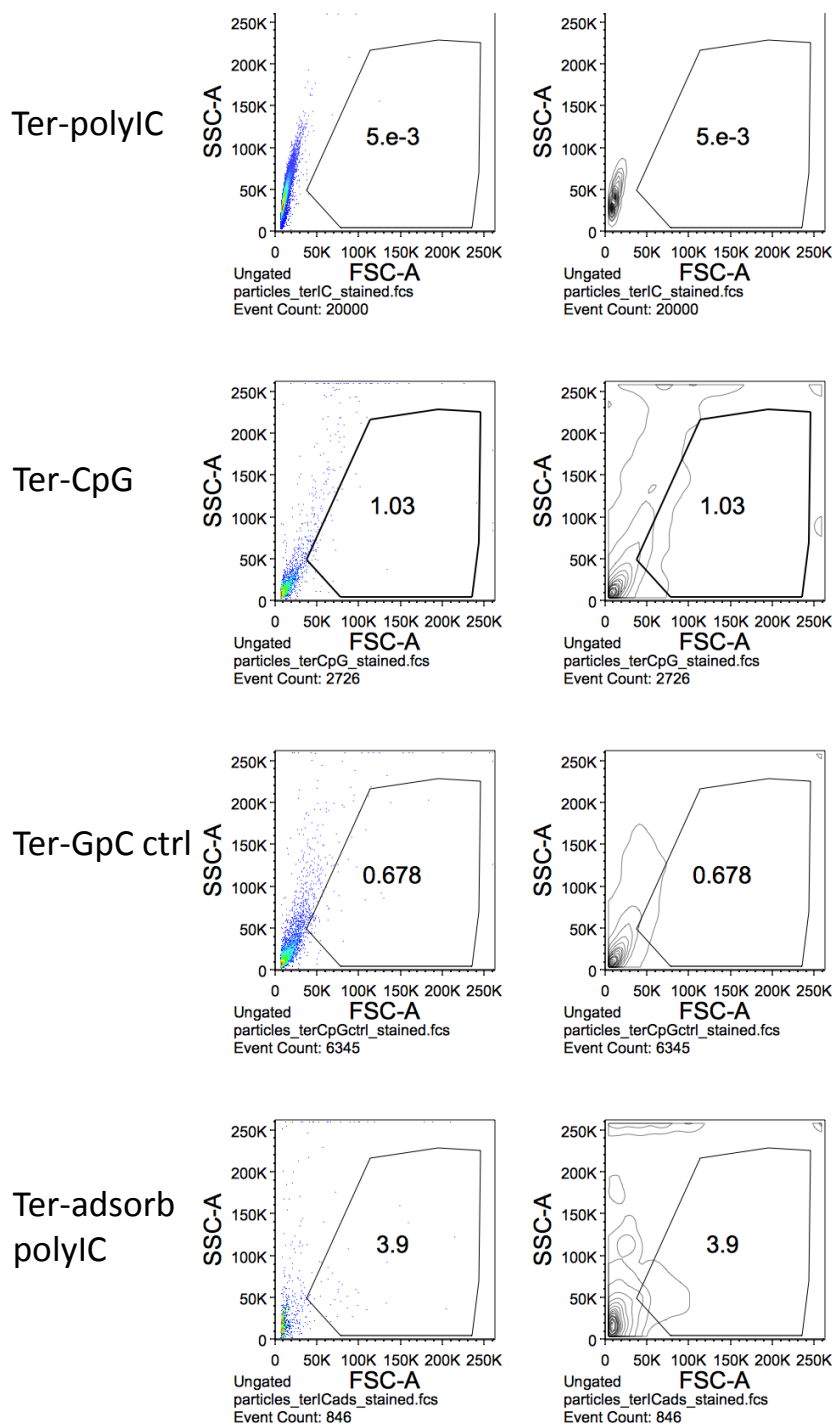 Ter-polyIC
250K
200K
150K
100K
50K
0
SSC-A
5.e-3
0 50K 100K 150K 200K 250K
FSC-A
Ungated
particles_terIC_stained.fcs
Event Count: 20000
250K
200K
150K
100K
50K
0
SSC-A
5.e-3
0 50K 100K 150K 200K 250K
FSC-A
Ungated
particles_terIC_stained.fcs
Event Count: 20000
Ter-CpG
250K
200K
150K
100K
50K
0
SSC-A
1.03
0 50K 100K 150K 200K 250K
FSC-A
Ungated
particles_terCpG_stained.fcs
Event Count: 2726
250K
200K
150K
100K
50K
0
SSC-A
1.03
0 50K 100K 150K 200K 250K
FSC-A
Ungated
particles_terCpG_stained.fcs
Event Count: 2726
Ter-GpC ctrl
250K
200K
150K
100K
50K
0
SSC-A
0.678
0 50K 100K 150K 200K 250K
FSC-A
Ungated
particles_terCpGctrl_stained.fcs
Event Count: 6345
250K
200K
150K
100K
50K
0
SSC-A
0.678
0 50K 100K 150K 200K 250K
FSC-A
Ungated
particles_terCpGctrl_stained.fcs
Event Count: 6345
Ter-adsorb
polyIC
250K
200K
150K
100K
50K
0
SSC-A
3.9
0 50K 100K 150K 200K 250K
FSC-A
Ungated
particles_terICads_stained.fcs
Event Count: 846
250K
200K
150K
100K
50K
0
SSC-A
3.9
0 50K 100K 150K 200K 250K
FSC-A
Ungated
particles_terICads_stained.fcs
Event Count: 846